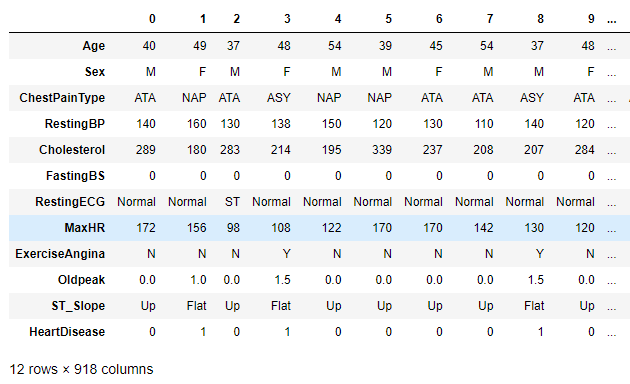 0 1 2 3 4 5 6 7 8 9 ...
Age 40 49 37 48 54 39 45 54 37 48 ...
Sex M F M F M M F M M F ...
ChestPainType ATA NAP ATA ASY NAP NAP ATA ATA ASY ATA ...
RestingBP 140 160 130 138 150 120 130 110 140 120 ...
Cholesterol 289 180 283 214 195 339 237 208 207 284 ...
FastingBS 0 0 0 0 0 0 0 0 0 0 ...
RestingECG Normal Normal ST Normal Normal Normal Normal Normal Normal Normal ...
MaxHR 172 156 98 108 122 170 170 142 130 120 ...
ExerciseAngina N N N Y N N N N Y N ...
Oldpeak 0.0 1.0 0.0 1.5 0.0 0.0 0.0 0.0 1.5 0.0 ...
ST_Slope Up Flat Up Flat Up Up Up Up Flat Up ...
HeartDisease 0 1 0 1 0 0 0 0 1 0 ...
12 rows × 918 columns